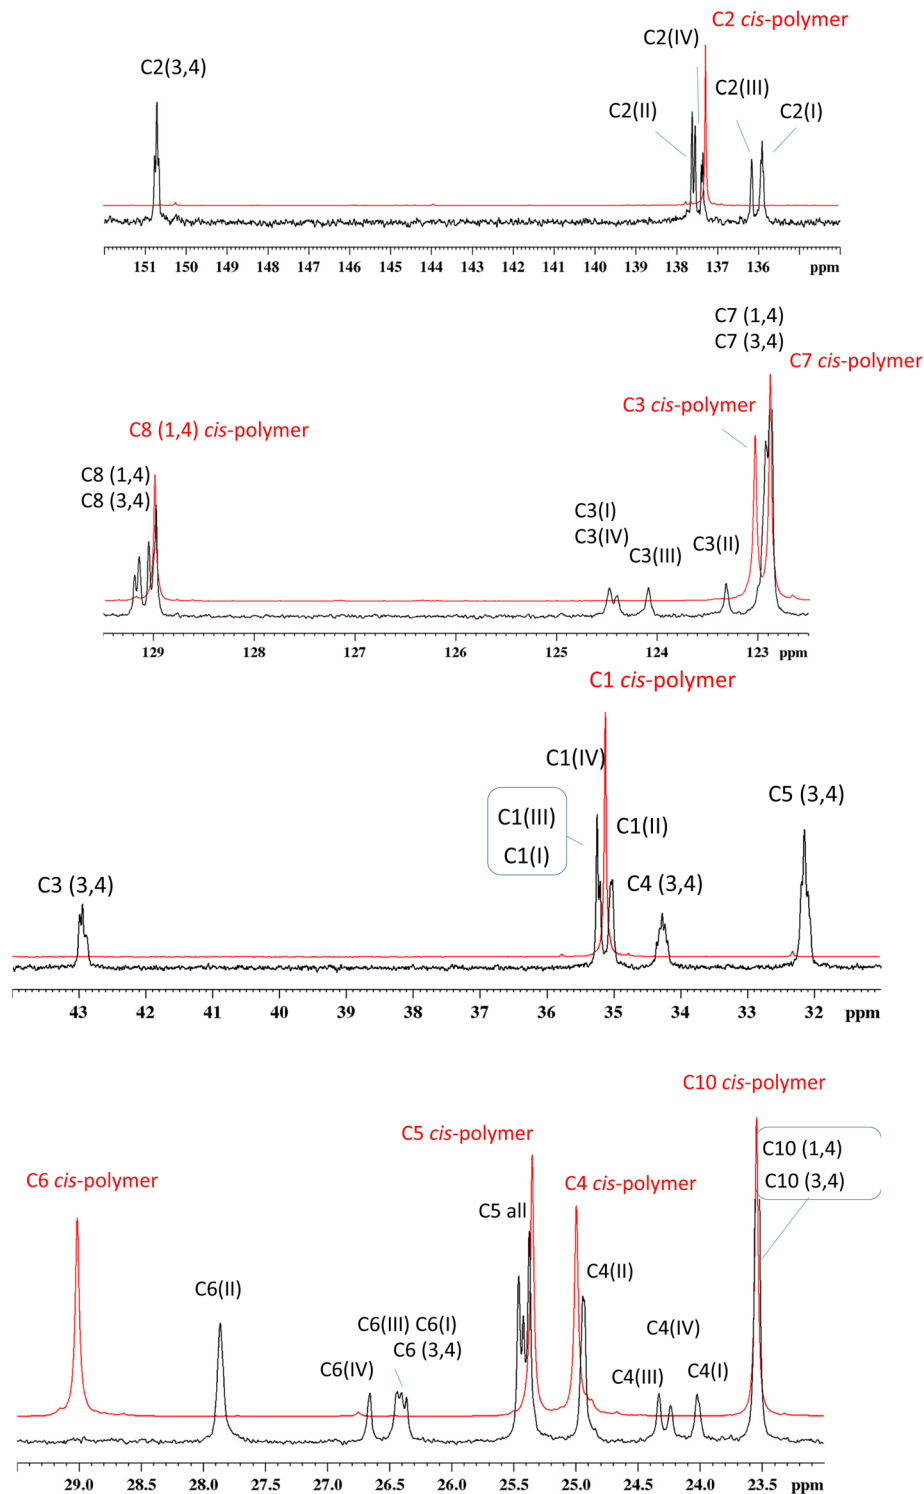 C2 cis-polymer
C2(IV)
C2(3,4)
C2(III)
C2(II)
C2(I)
151 150 149 148 147 146 145 144 143 142 141 140 139 138 137 136 ppm
C7 (1,4)
C7 (3,4)
C7 cis-polymer
C3 cis-polymer
C8 (1,4) cis-polymer
C8 (1,4)
C8 (3,4)
C3(I)
C3(IV)
C3(III)
C3(II)
129 128 127 126 125 124 123 ppm
C1 cis-polymer
C1(IV)
C5 (3,4)
C1(III)
C1(I)
C1(II)
C3 (3,4)
C4 (3,4)
43 42 41 40 39 38 37 36 35 34 33 32 ppm
C10 cis-polymer
C5 cis-polymer
C10 (1,4)
C10 (3,4)
C6 cis-polymer
C4 cis-polymer
C5 all
C4(II)
C6(II)
C6(III) C6(I)
C6 (3,4)
C4(IV)
C6(IV)
C4(III)
C4(I)
29.0 28.5 28.0 27.5 27.0 26.5 26.0 25.5 25.0 24.5 24.0 23.5 ppm